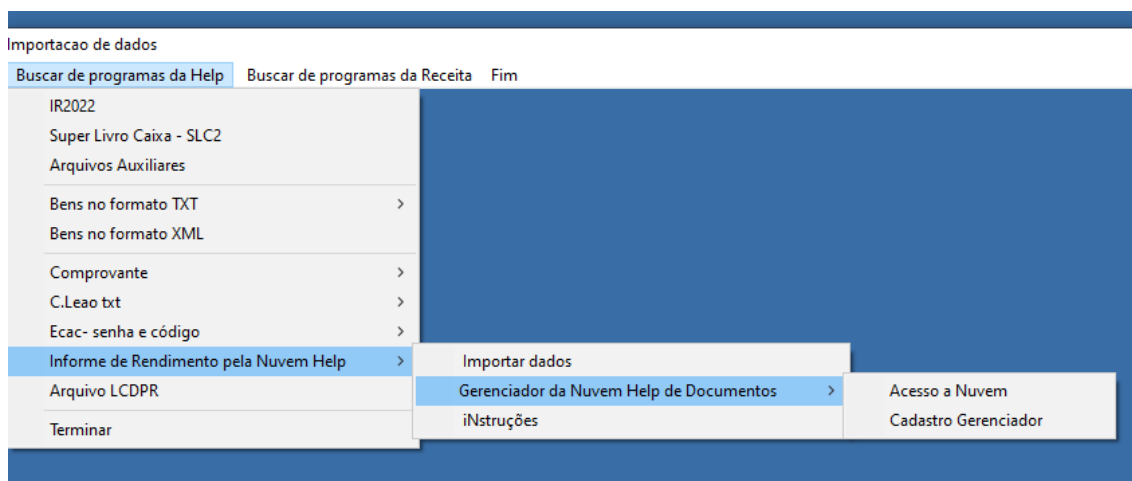 Importacao de dados
Buscar de programas da Help Buscar de programas da Receita Fim
IR2022
Super Livro Caixa - SLC2
Arquivos Auxiliares
Bens no formato TXT
Bens no formato XML
Comprovante
C.Leao txt
Ecac- senha e código
Informe de Rendimento pela Nuvem Help
Arquivo LCDPR
Terminar
Importar dados
Gerenciador da Nuvem Help de Documentos
iNstruções
Acesso a Nuvem
Cadastro Gerenciador